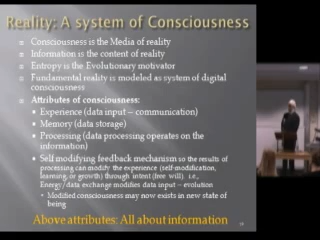 Reality: A system of Consciousness
Consciousness is the Media of reality
Information is the content of reality
Entropy is the Evolutionary motivator
Fundamental reality is modeled as system of digital
consciousness
Attributes of consciousness:
Experience (data input – communication)
Memory (data storage)
Processing (data processing operates on the
information)
Self modifying feedback mechanism so the results
of processing can modify the experience (self-modification,
learning, or growth) through intent (free will) i.e.,
Energy/data exchange modifies data input – evolution
Modified consciousness may now exists in new state of
being
Above attributes: All about information